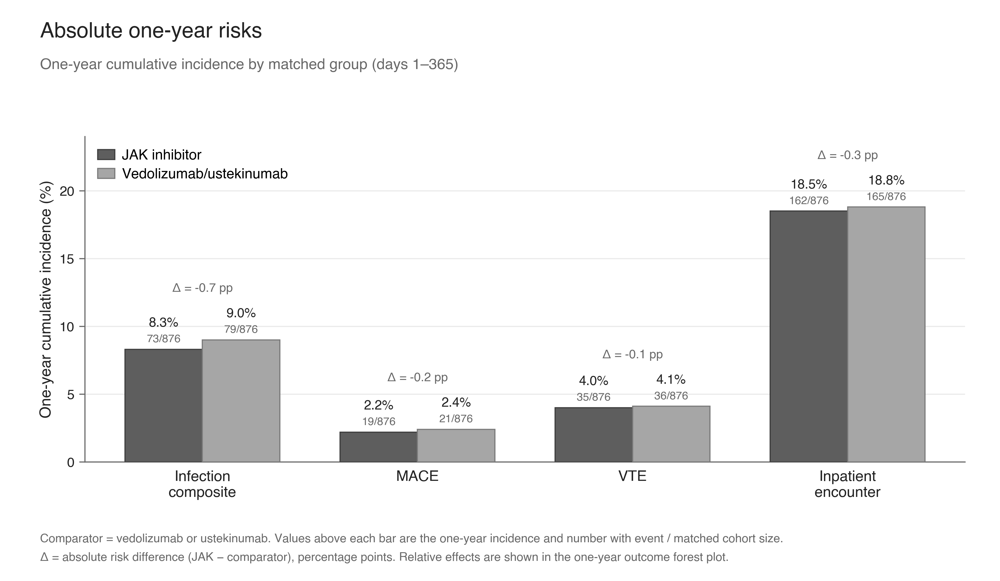 Absolute one-year risks
One-year cumulative incidence by matched group (days 1–365)
JAK inhibitor
Vedolizumab/ustekinumab
One-year cumulative incidence (%)
20
15
10
5
0
Δ = -0.7 pp
8.3%
73/876
9.0%
79/876
Δ = -0.2 pp
2.2%
19/876
2.4%
21/876
Δ = -0.1 pp
4.0%
35/876
4.1%
36/876
Δ = -0.3 pp
18.5%
162/876
18.8%
165/876
Infection
composite
MACE
VTE
Inpatient
encounter
Comparator = vedolizumab or ustekinumab. Values above each bar are the one-year incidence and number with event / matched cohort size.
Δ = absolute risk difference (JAK – comparator), percentage points. Relative effects are shown in the one-year outcome forest plot.